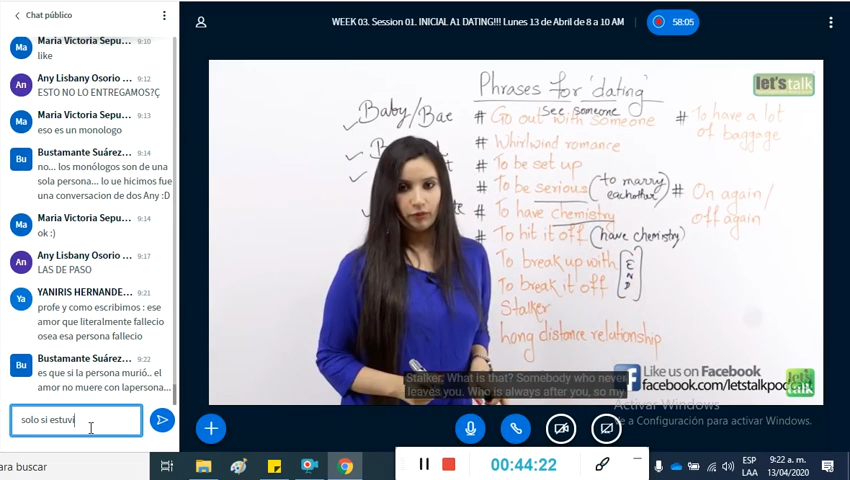 Chat público
WEEK 03. Session 01. INICIAL A1 DATING!!! Lunes 13 de Abril de 8 a 10 AM
58:05
Ma
Maria Victoria Sepu... 9:10
like
An
Any Lisbany Osorio ... 9:12
ESTO NO LO ENTREGAMOS?Ç
Ma
Maria Victoria Sepu... 9:13
eso es un monologo
Bu
Bustamante Suárez... 9:14
no... los monólogos son de una
sola persona... lo ue hicimos fue
una conversacion de dos Any :D
Ma
Maria Victoria Sepu... 9:14
ok :)
An
Any Lisbany Osorio ... 9:17
LAS DE PASO
Ya
YANIRIS HERNANDE... 9:21
profe y como escribimos : ese
amor que literalmente fallecio
osea esa persona fallecio
Bu
Bustamante Suárez... 9:22
es que si la persona murió.. el
amor no muere con lapersona...
solo si estuvi
Phrases for 'dating'
let's talk
Baby/Bae
# Go out with someone
see someone
# Whirlwind romance
# To be set up
# To be serious (to marry
eachother)
# To have chemistry
# To hit it off (have chemistry)
To break up with
To break it off
END
Stalker
Long distance relationship
# To have a lot
of baggage
# On again/
off again
Stalker. What is that? Somebody who never
leaves you. Who is always after you, so my
Like us on Facebook
facebook.com/letstalkpod
let's
talk
Activar Windows
Ve a Configuración para activar Windows.
ara buscar
00:44:22
ESP
LAA
9:22 a. m.
13/04/2020